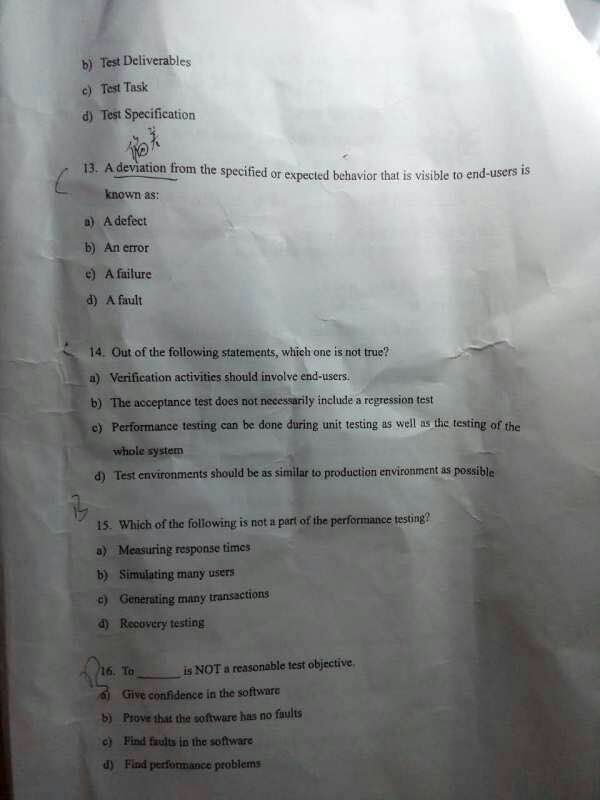 b) Test Deliverables
c) Test Task
d) Test Specification
13. A deviation from the specified or expected behavior that is visible to end-users is
known as:
a) A defect
b) An error
c) A failure
d) A fault
14. Out of the following statements, which one is not true?
a) Verification activities should involve end-users.
b) The acceptance test does not necessarily include a regression test
c) Performance testing can be done during unit testing as well as the testing of the
whole system
d) Test environments should be as similar to production environment as possible
15. Which of the following is not a part of the performance testing?
a) Measuring response times
b) Simulating many users
c) Generating many transactions
d) Recovery testing
16. To ______ is NOT a reasonable test objective.
a) Give confidence in the software
b) Prove that the software has no faults
c) Find faults in the software
d) Find performance problems